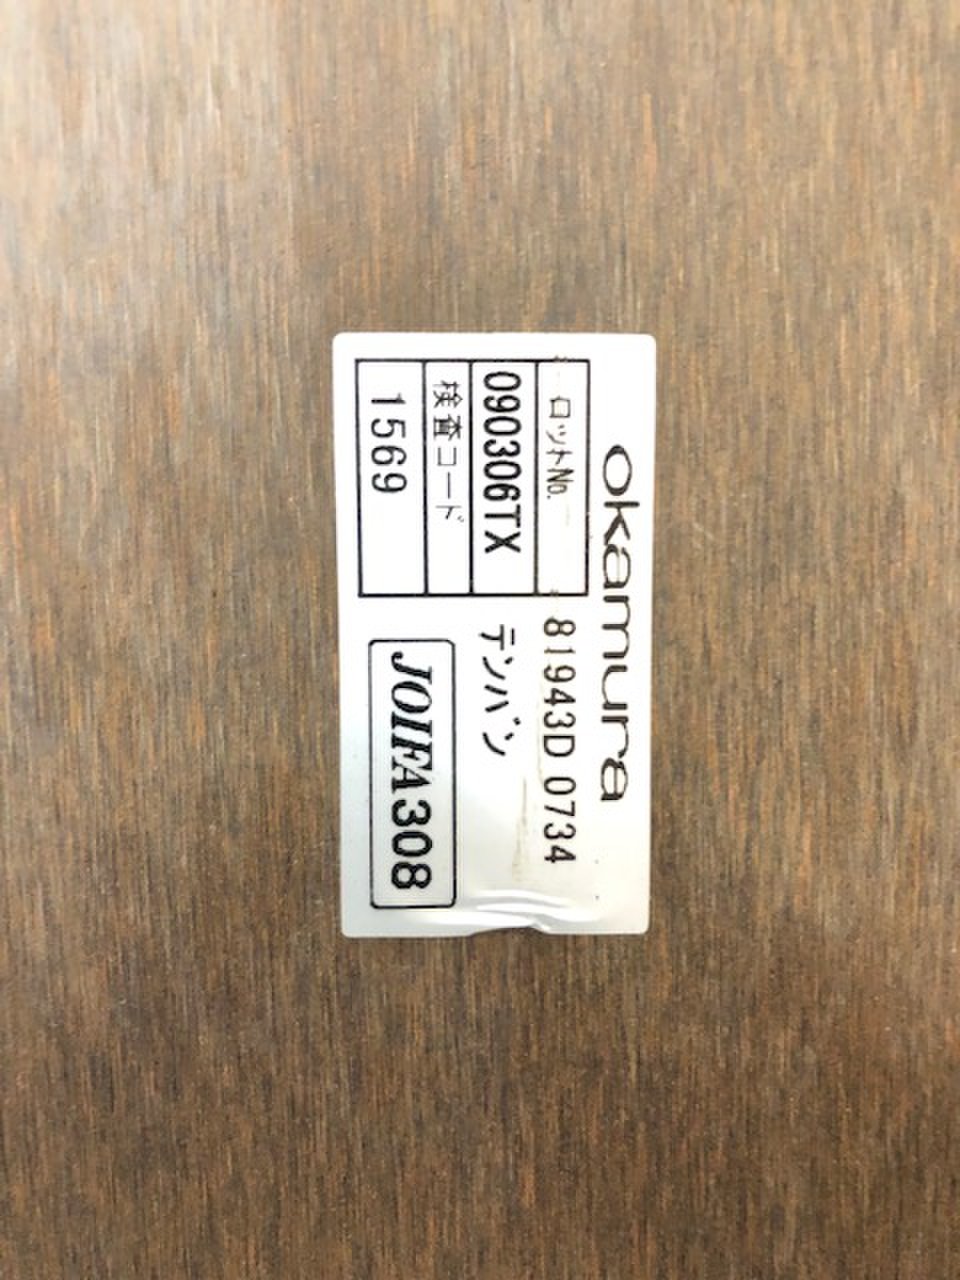 okamura
ロットNo.
81943D 0734
090306TX
テンバン
検査コード
1569
JOIFA308